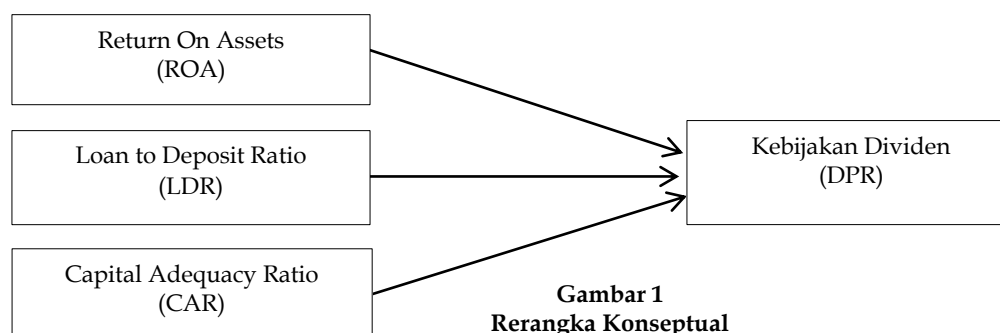 Return On Assets
(ROA)
Loan to Deposit Ratio
(LDR)
Kebijakan Dividen
(DPR)
Capital Adequacy Ratio
(CAR)
Gambar 1
Rerangka Konseptual